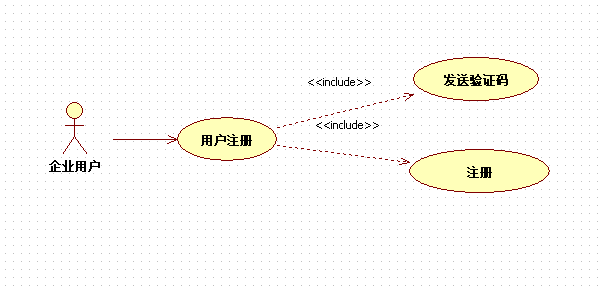 <<include>>
发送验证码
<<include>>
用户注册
企业用户
注册